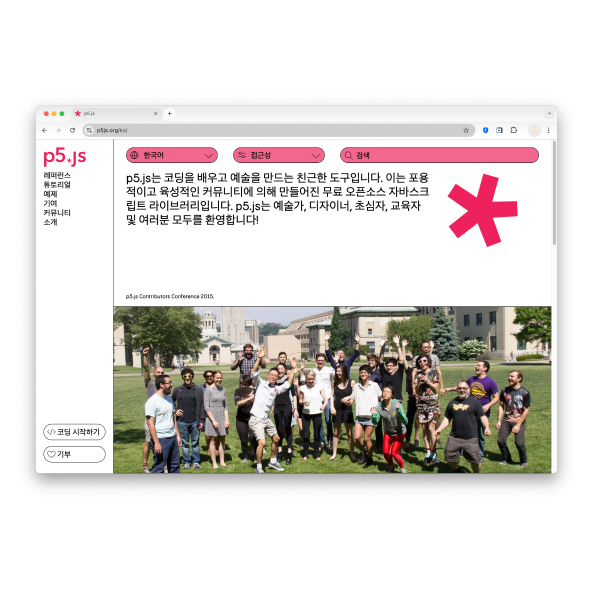 p5.js
p5js.org/ko/
p5.js
레퍼런스
튜토리얼
예제
기여
커뮤니티
소개
코딩 시작하기
기부
한국어
접근성
검색
p5.js는 코딩을 배우고 예술을 만드는 친근한 도구입니다. 이는 포용
적이고 육성적인 커뮤니티에 의해 만들어진 무료 오픈소스 자바스크
립트 라이브러리입니다. p5.js는 예술가, 디자이너, 초심자, 교육자
및 여러분 모두를 환영합니다!
p5.js Contributors Conference 2015.